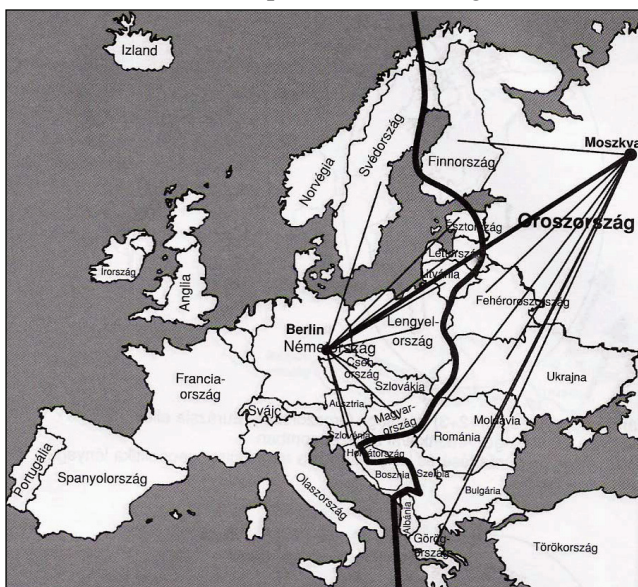 Izland
Norvégia
Svédország
Finnország
Moszkva
Oroszország
Észtország
Lettország
Litvánia
Írország
Anglia
Berlin
Németország
Lengyel-
ország
Fehéroroszország
Cseh-
ország
Szlovákia
Ukrajna
Francia-
ország
Svájc
Ausztria
Magyar-
ország
Moldávia
Románia
Szlovénia
Horvátország
Bosznia
Szerbia
Bulgária
Portugália
Spanyolország
Olaszország
Albánia
Görög-
ország
Törökország